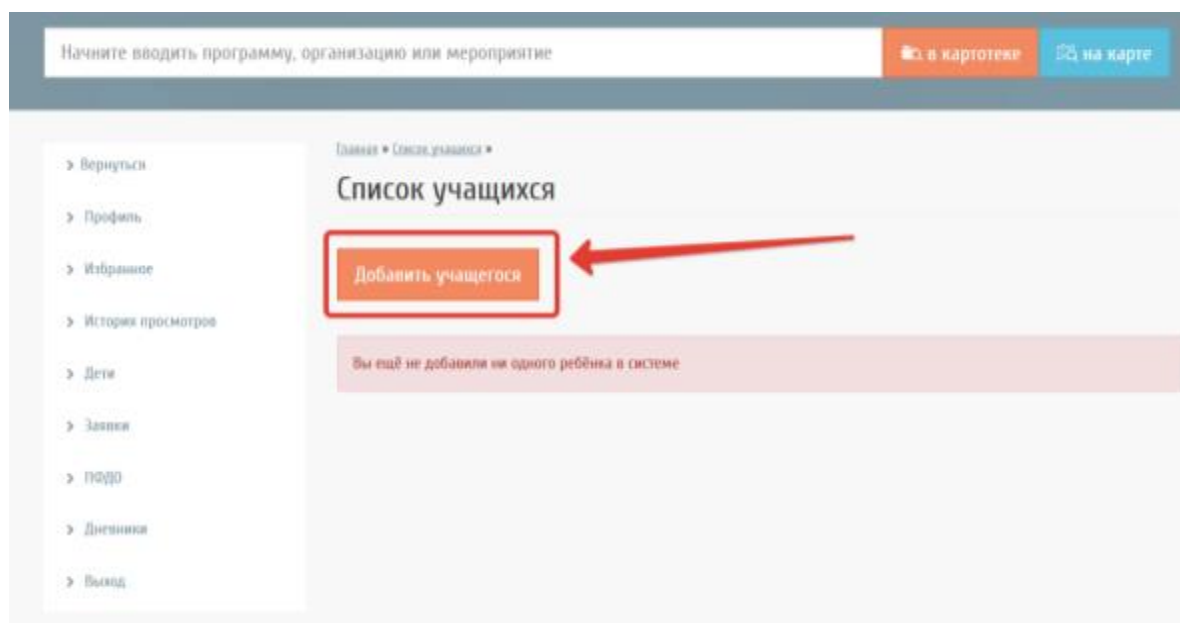 Начните вводить программу, организацию или мероприятие
в картотеке
на карте
Главная • Список учащихся •
Список учащихся
Добавить учащегося
Вы ещё не добавили ни одного ребёнка в системе
Вернуться
Профиль
Избранное
История просмотров
Дети
Заявки
ПФДО
Дневники
Выход